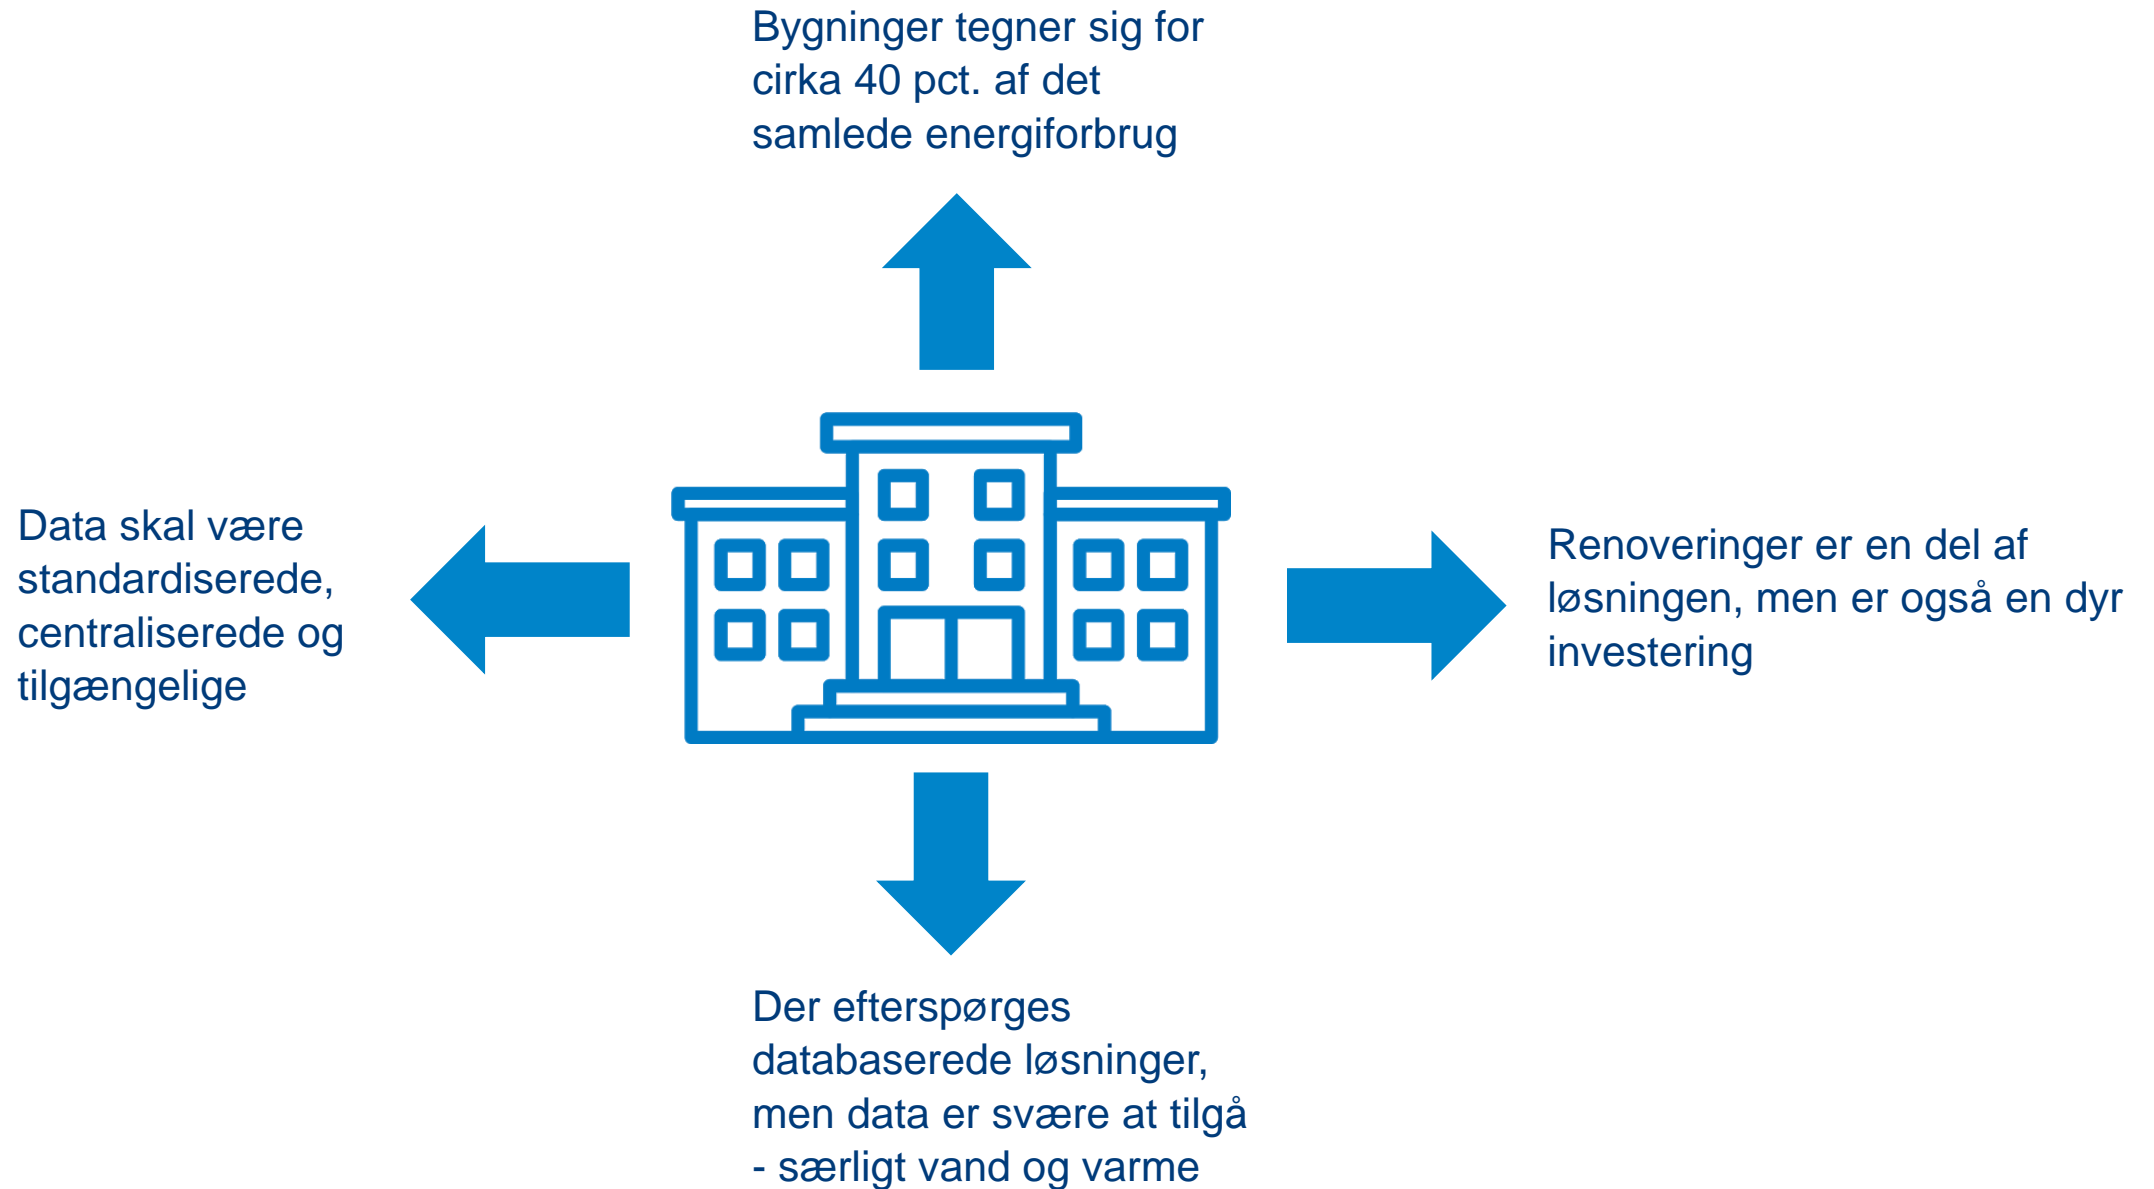 Bygninger tegner sig for
cirka 40 pct. af det
samlede energiforbrug
Data skal være
standardiserede,
centraliserede og
tilgængelige
Renoveringer er en del af
løsningen, men er også en dyr
investering
Der efterspørges
databaserede løsninger,
men data er svære at tilgå
- særligt vand og varme